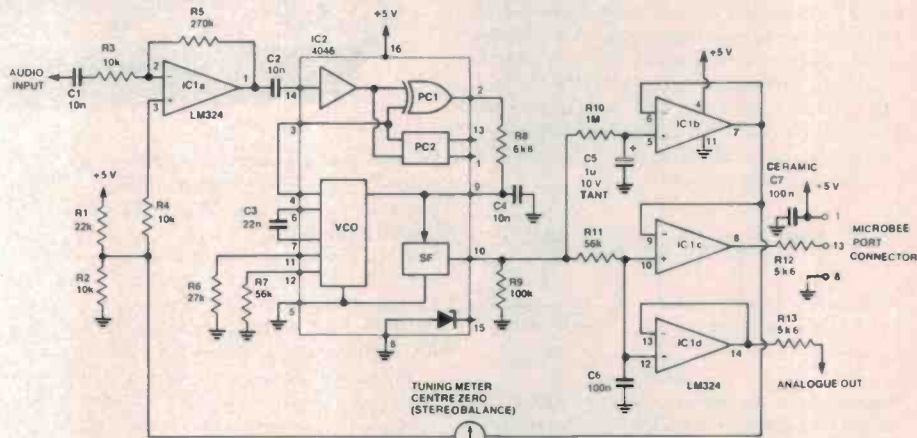 R5
270k
R3
10k
AUDIO
INPUT
C1
10n
2
3
IC1a
1
LM324
C2
10n
IC2
4046
+5 V
16
14
PC1
2
3
13
PC2
1
R8
6k8
9
C4
10n
4
6
C3
22n
7
11
12
VCO
SF
10
R6
27k
R7
56k
5
8
15
R9
100k
R1
22k
R2
10k
R4
10k
R10
1M
+
C5
1u
10 V
TANT
+5 V
6
5
IC1b
4
11
7
R11
56k
9
10
IC1c
8
CERAMIC
C7
100n
+5 V
1
MICROBEE
PORT
CONNECTOR
13
R12
5k6
8
13
12
IC1d
14
R13
5k6
C6
100n
LM324
ANALOGUE OUT
TUNING METER
CENTRE ZERO
(STEREO BALANCE)